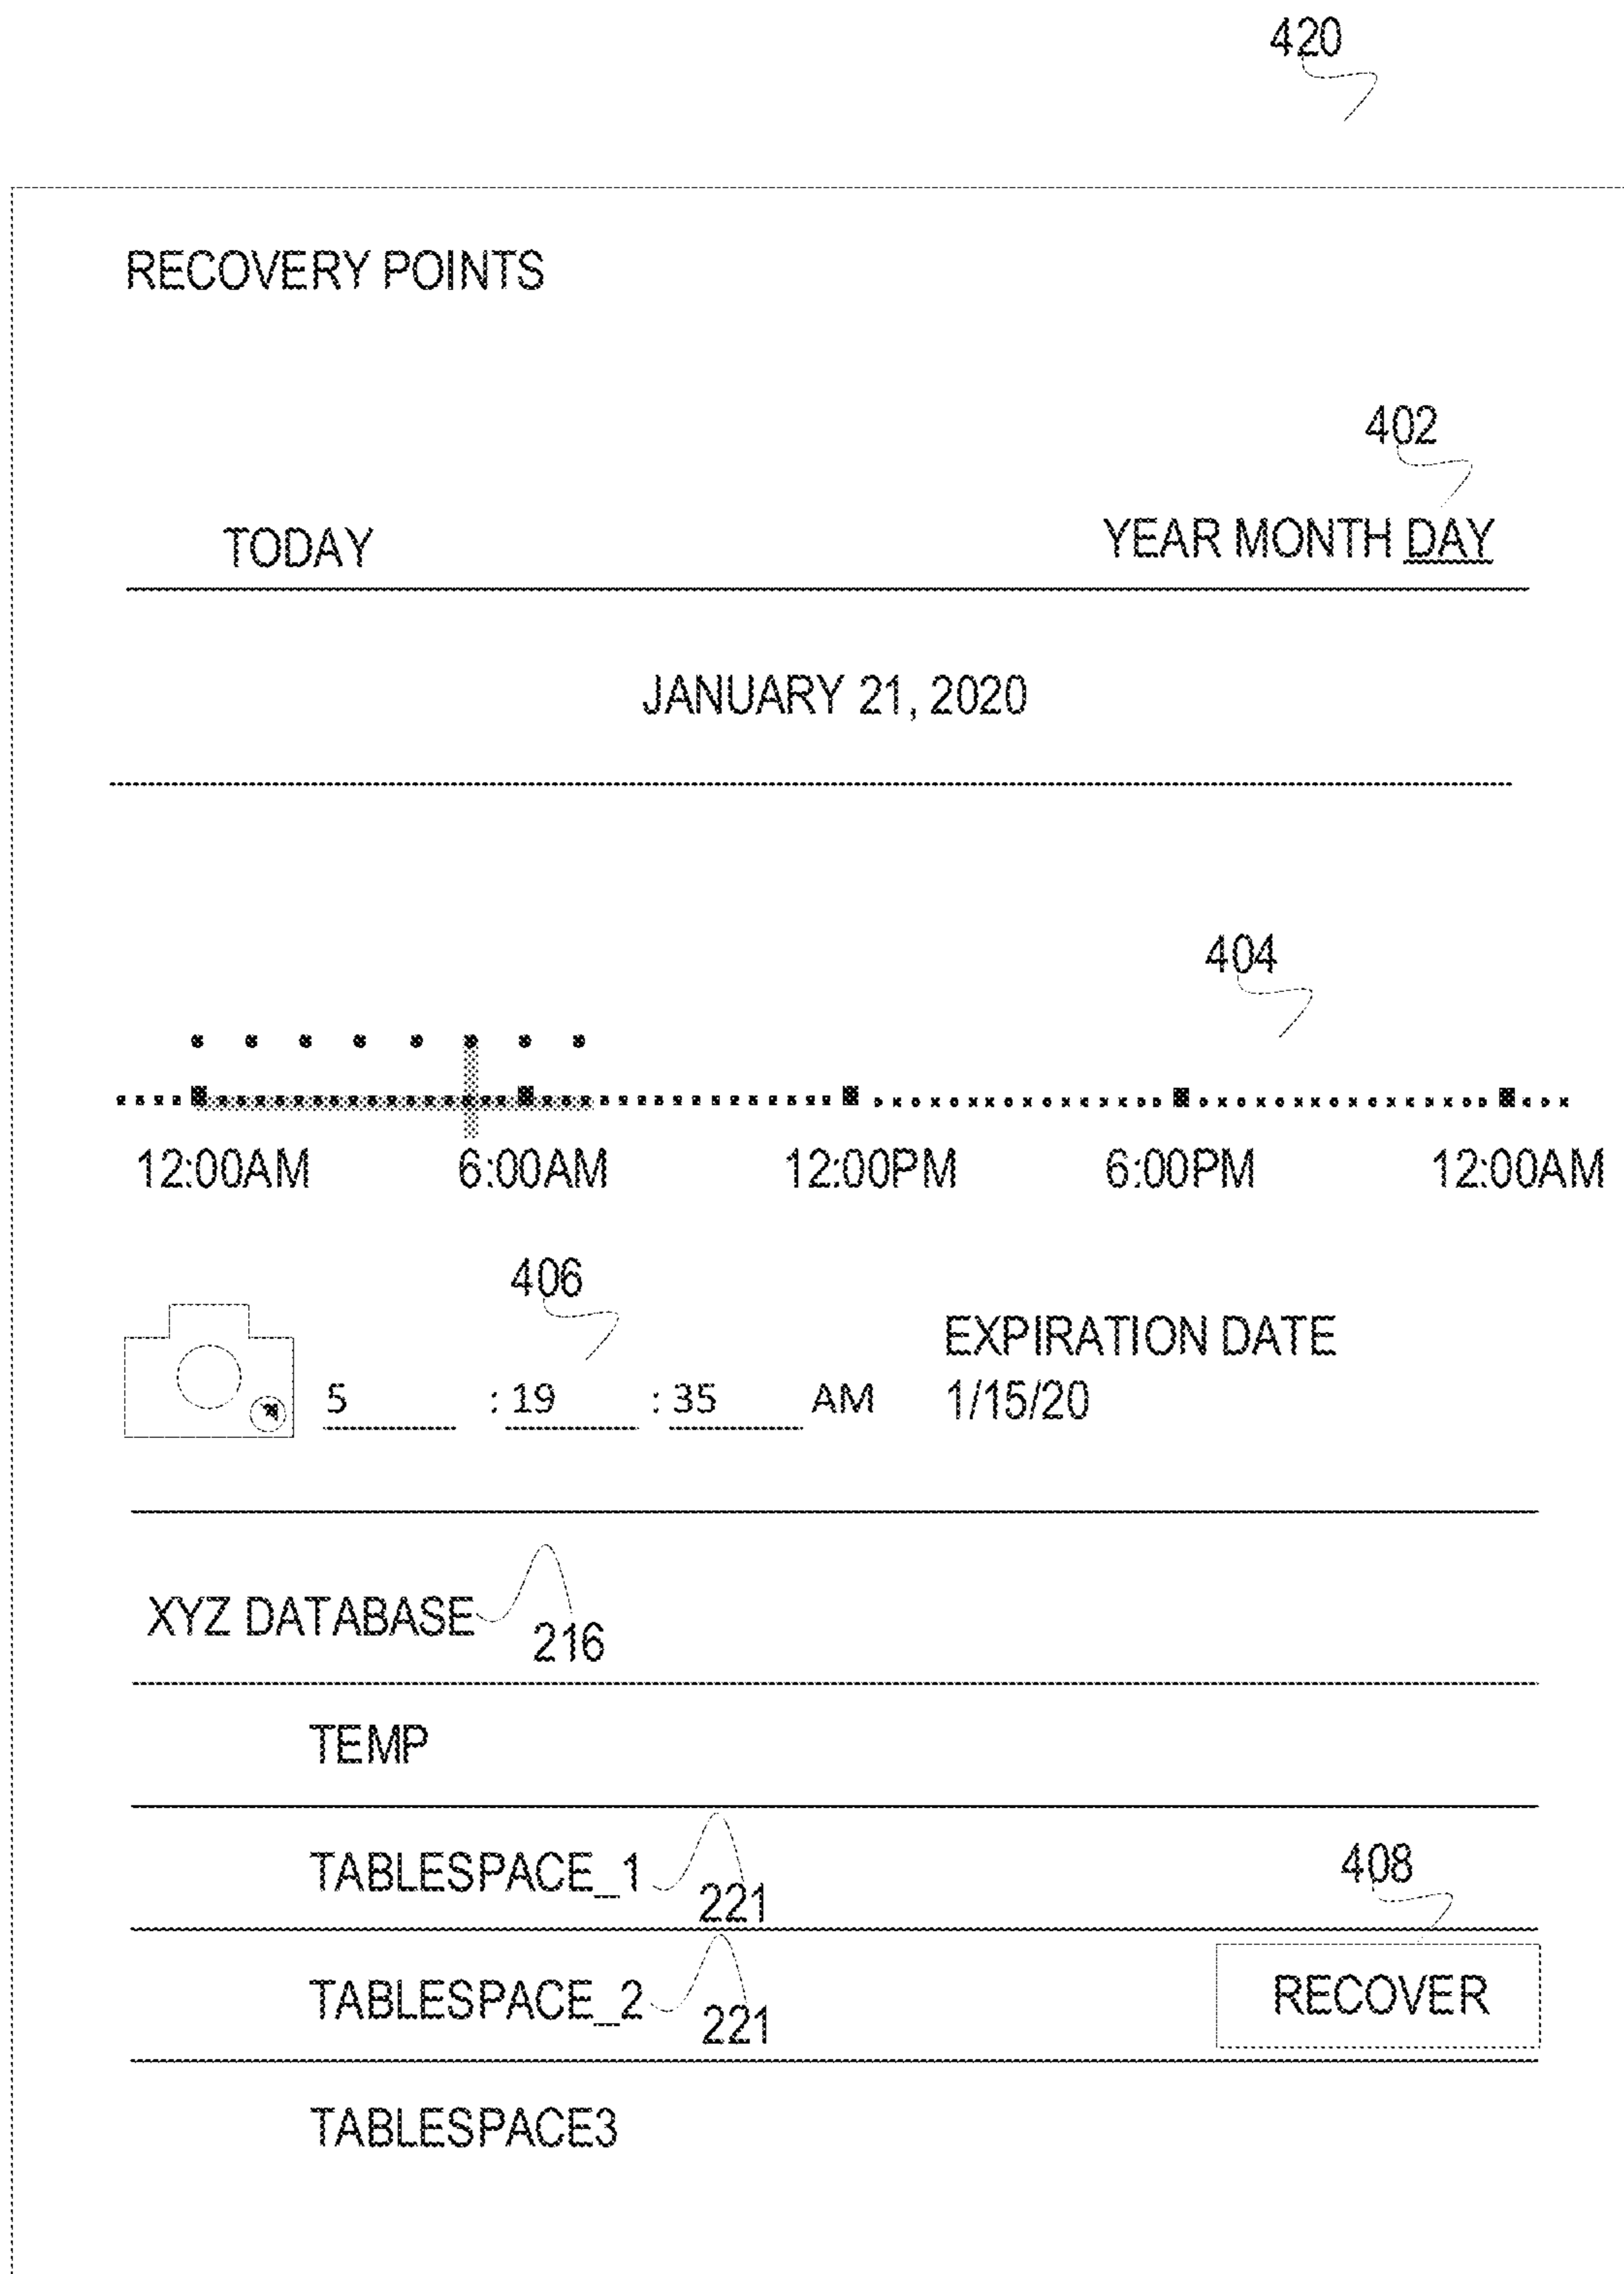 420
RECOVERY POINTS
402
TODAY YEAR MONTH DAY
JANUARY 21, 2020
404
12:00AM 6:00AM 12:00PM 6:00PM 12:00AM
406
EXPIRATION DATE
5 : 19 : 35 AM 1/15/20
XYZ DATABASE
216
TEMP
TABLESPACE_1 408
221
TABLESPACE_2 RECOVER
221
TABLESPACE3